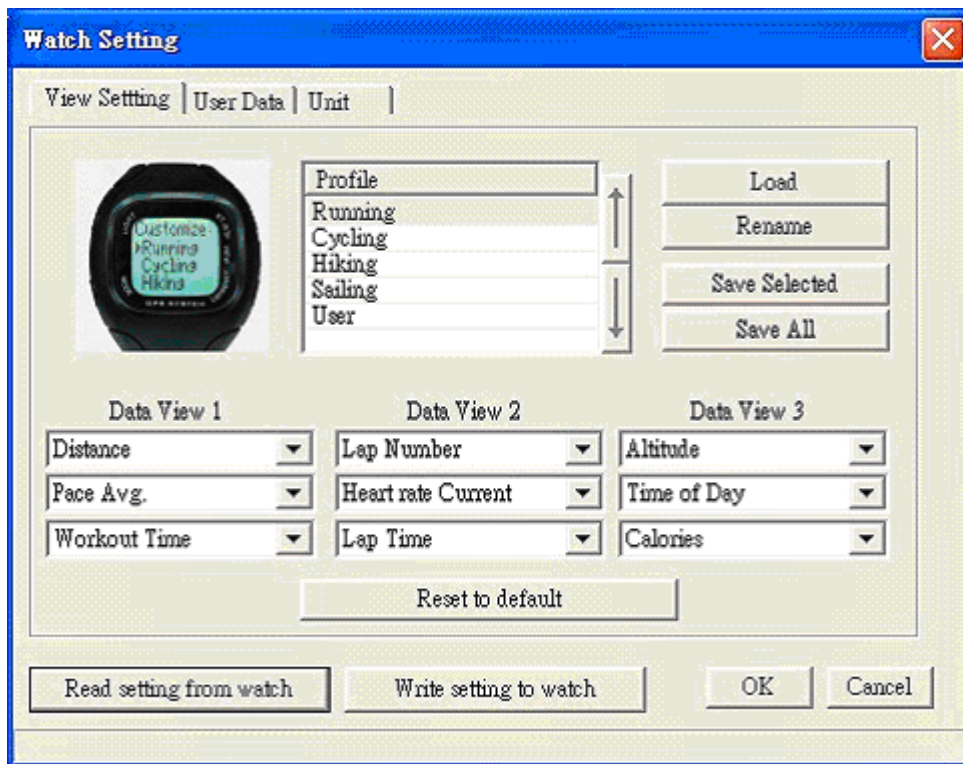 Watch Setting
View Settting
User Data
Unit
Customize
Running
Cycling
Hiking
GPS SYSTEM
Profile
Running
Cycling
Hiking
Sailing
User
Load
Rename
Save Selected
Save All
Data View 1
Data View 2
Data View 3
Distance
Lap Number
Altitude
Pace Avg.
Heart rate Current
Time of Day
Workout Time
Lap Time
Calories
Reset to default
Read setting from watch
Write setting to watch
OK
Cancel